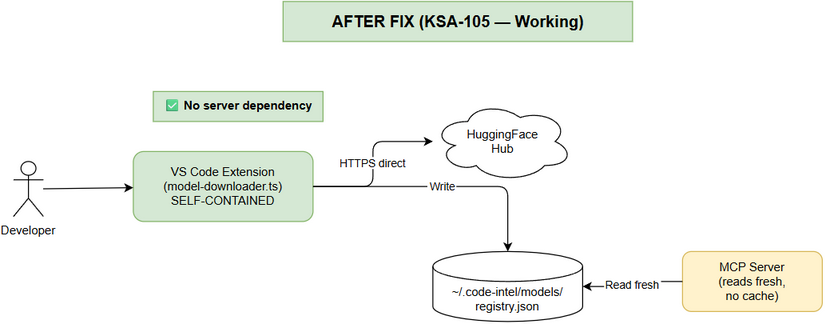 AFTER FIX (KSA-105 — Working)
✅ No server dependency
HuggingFace
Hub
HTTPS direct
VS Code Extension
(model-downloader.ts)
SELF-CONTAINED
Write
Developer
~/.code-intel/models/
registry.json
Read fresh
MCP Server
(reads fresh,
no cache)